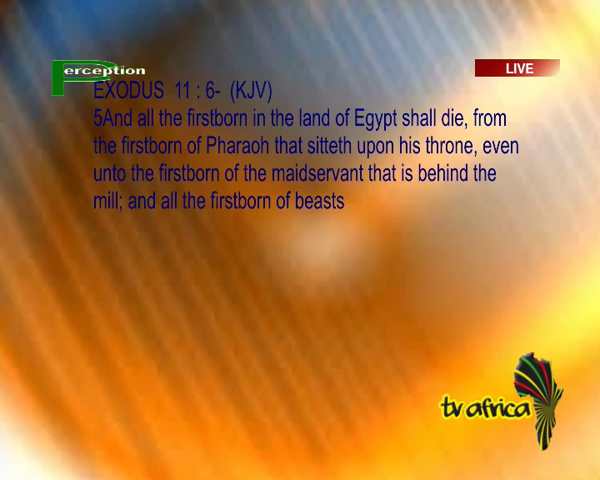 Perception
LIVE
EXODUS 11 : 6- (KJV)
5And all the firstborn in the land of Egypt shall die, from
the firstborn of Pharaoh that sitteth upon his throne, even
unto the firstborn of the maidservant that is behind the
mill; and all the firstborn of beasts
tv africa